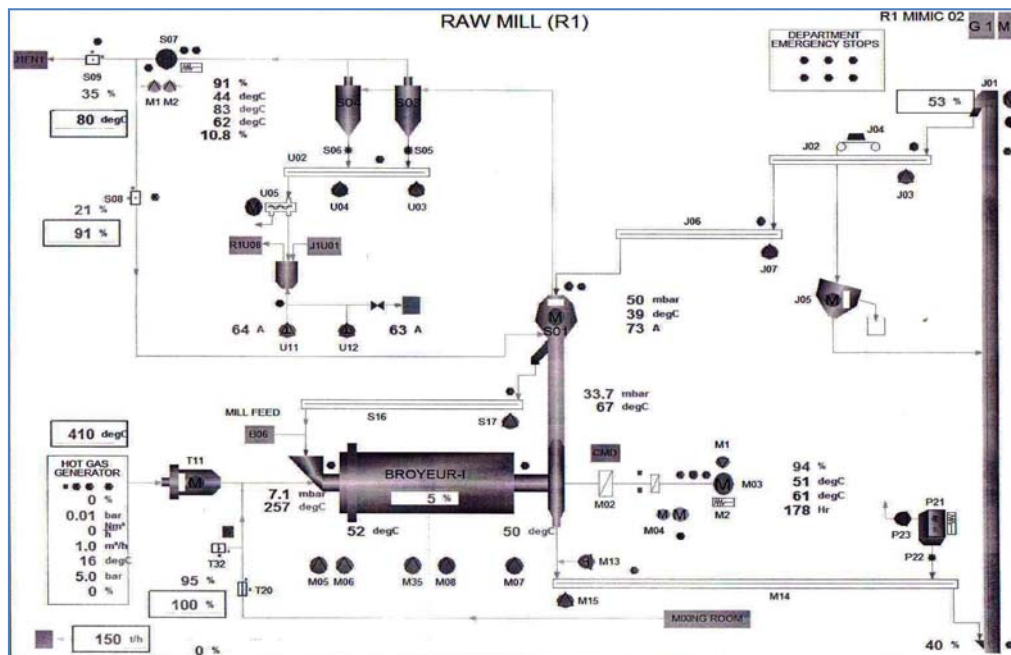 RAW MILL (R1)
R1 MIMIC 02
G 1
M
DEPARTMENT
EMERGENCY STOPS
J1FN1
S09
35 %
80 degC
S07
M1 M2
91 %
44 degC
83 degC
62 degC
10.8 %
S04
S03
S06
S05
U02
U04
U03
U05
M
R1U08
J1U01
64 A
U11
U12
63 A
S08
21 %
91 %
J01
53 %
J04
J02
J03
J06
J07
J05
M
M
S01
50 mbar
39 degC
73 A
33.7 mbar
67 degC
S16
S17
MILL FEED
B06
410 degC
HOT GAS
GENERATOR
0 %
0.01 bar
0 Nm³/h
1.0 m³/h
16 degC
5.0 bar
0 %
T11
M
7.1 mbar
257 degC
BROYEUR-I
5 %
52 degC
50 degC
CMD
M02
M1
M
M03
M2
M04
M
94 %
51 degC
61 degC
178 Hr
P21
P23
P22
M05 M06
M35 M08
M07
M13
M15
M14
T32
T20
95 %
100 %
MIXING ROOM
150 t/h
0 %
40 %